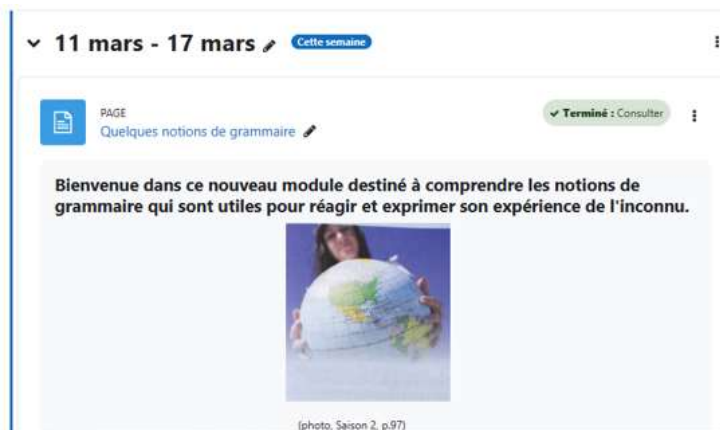 11 mars - 17 mars Cette semaine
PAGE
Quelques notions de grammaire
Terminé : Consulter
Bienvenue dans ce nouveau module destiné à comprendre les notions de
grammaire qui sont utiles pour réagir et exprimer son expérience de l'inconnu.
(photo, Saison 2, p.97)